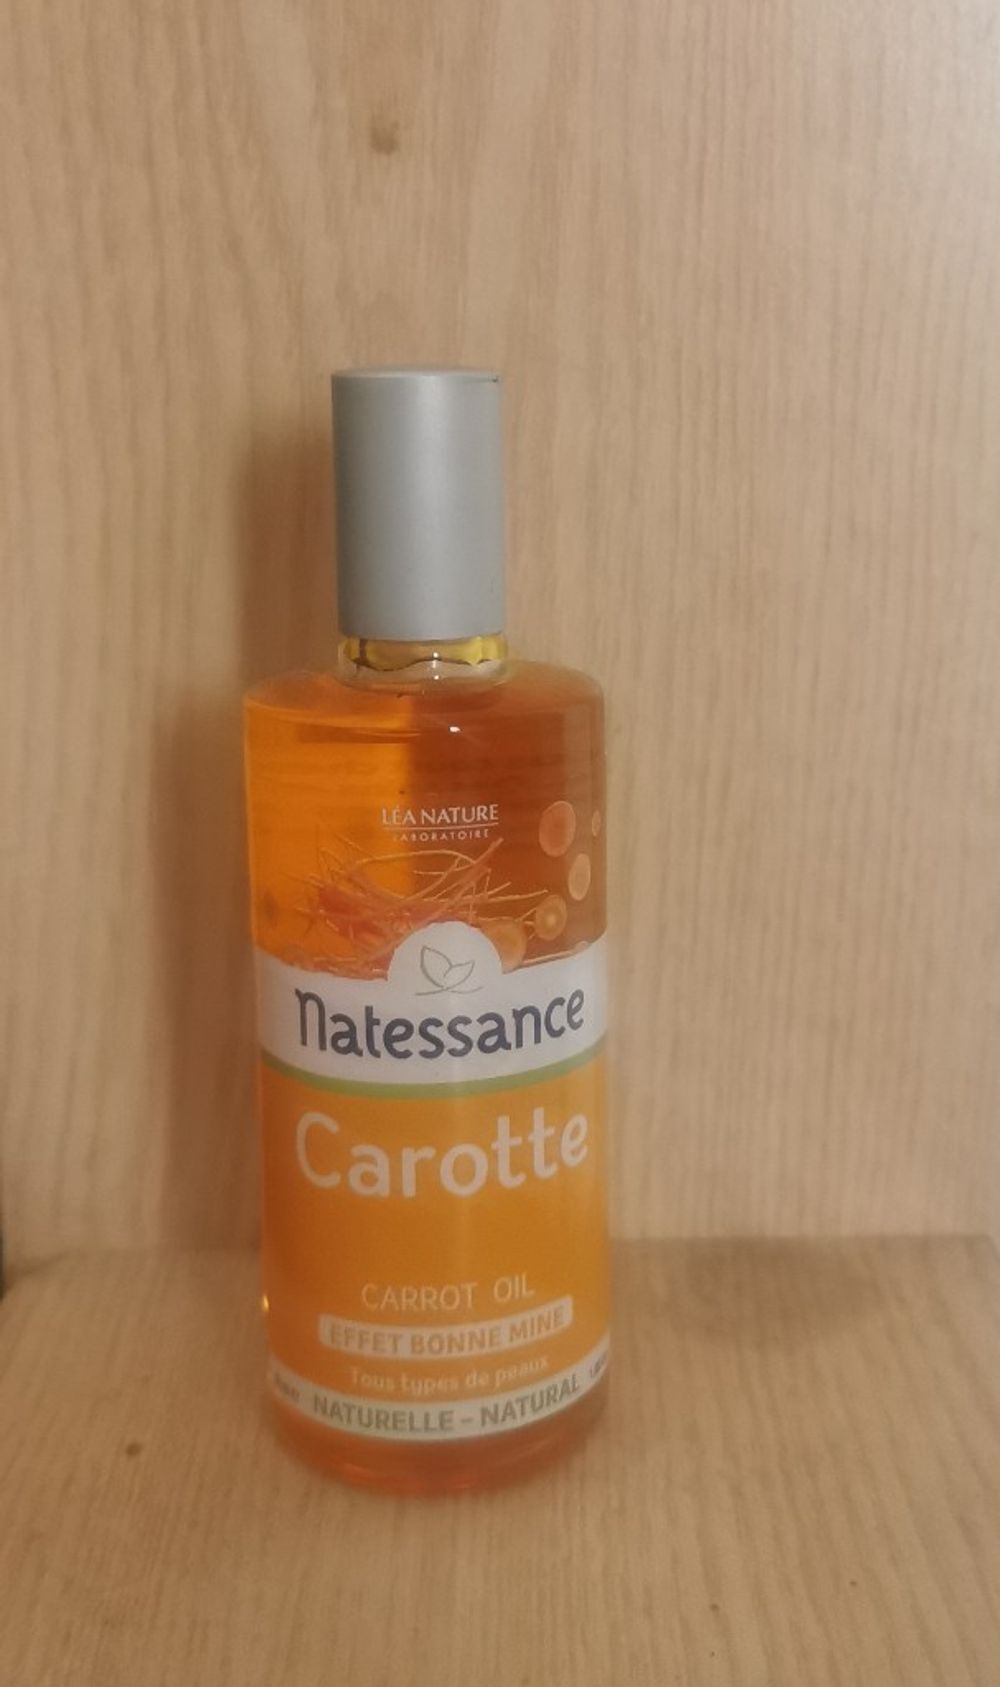 LÉA NATURE
LABORATOIRE
Natessance
Carotte
CARROT OIL
EFFET BONNE MINE
Tous types de peaux
NATURELLE – NATURAL